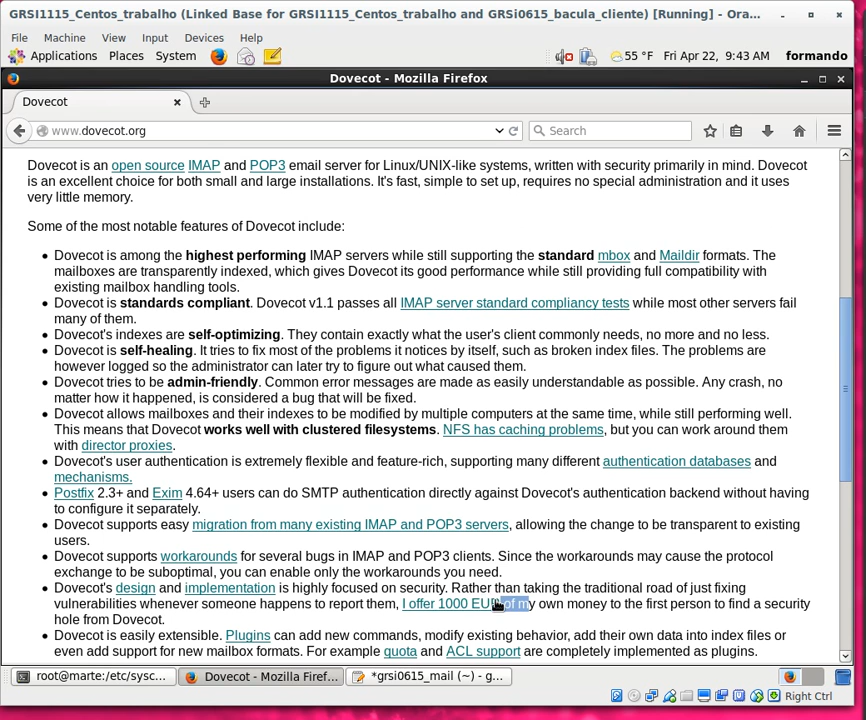 GRSI1115_Centos_trabalho (Linked Base for GRSI1115_Centos_trabalho and GRSi0615_bacula_cliente) [Running] - Ora...
File Machine View Input Devices Help
Applications Places System 55 °F Fri Apr 22, 9:43 AM formando
Dovecot - Mozilla Firefox
Dovecot
www.dovecot.org Search
Dovecot is an open source IMAP and POP3 email server for Linux/UNIX-like systems, written with security primarily in mind. Dovecot
is an excellent choice for both small and large installations. It's fast, simple to set up, requires no special administration and it uses
very little memory.
Some of the most notable features of Dovecot include:
• Dovecot is among the highest performing IMAP servers while still supporting the standard mbox and Maildir formats. The
mailboxes are transparently indexed, which gives Dovecot its good performance while still providing full compatibility with
existing mailbox handling tools.
• Dovecot is standards compliant. Dovecot v1.1 passes all IMAP server standard compliancy tests while most other servers fail
many of them.
• Dovecot's indexes are self-optimizing. They contain exactly what the user's client commonly needs, no more and no less.
• Dovecot is self-healing. It tries to fix most of the problems it notices by itself, such as broken index files. The problems are
however logged so the administrator can later try to figure out what caused them.
• Dovecot tries to be admin-friendly. Common error messages are made as easily understandable as possible. Any crash, no
matter how it happened, is considered a bug that will be fixed.
• Dovecot allows mailboxes and their indexes to be modified by multiple computers at the same time, while still performing well.
This means that Dovecot works well with clustered filesystems. NFS has caching problems, but you can work around them
with director proxies.
• Dovecot's user authentication is extremely flexible and feature-rich, supporting many different authentication databases and
mechanisms.
• Postfix 2.3+ and Exim 4.64+ users can do SMTP authentication directly against Dovecot's authentication backend without having
to configure it separately.
• Dovecot supports easy migration from many existing IMAP and POP3 servers, allowing the change to be transparent to existing
users.
• Dovecot supports workarounds for several bugs in IMAP and POP3 clients. Since the workarounds may cause the protocol
exchange to be suboptimal, you can enable only the workarounds you need.
• Dovecot's design and implementation is highly focused on security. Rather than taking the traditional road of just fixing
vulnerabilities whenever someone happens to report them, I offer 1000 EUR of my own money to the first person to find a security
hole from Dovecot.
• Dovecot is easily extensible. Plugins can add new commands, modify existing behavior, add their own data into index files or
even add support for new mailbox formats. For example quota and ACL support are completely implemented as plugins.
root@marte:/etc/sysc... Dovecot - Mozilla Firef... *grsi0615_mail (~) - g...
Right Ctrl